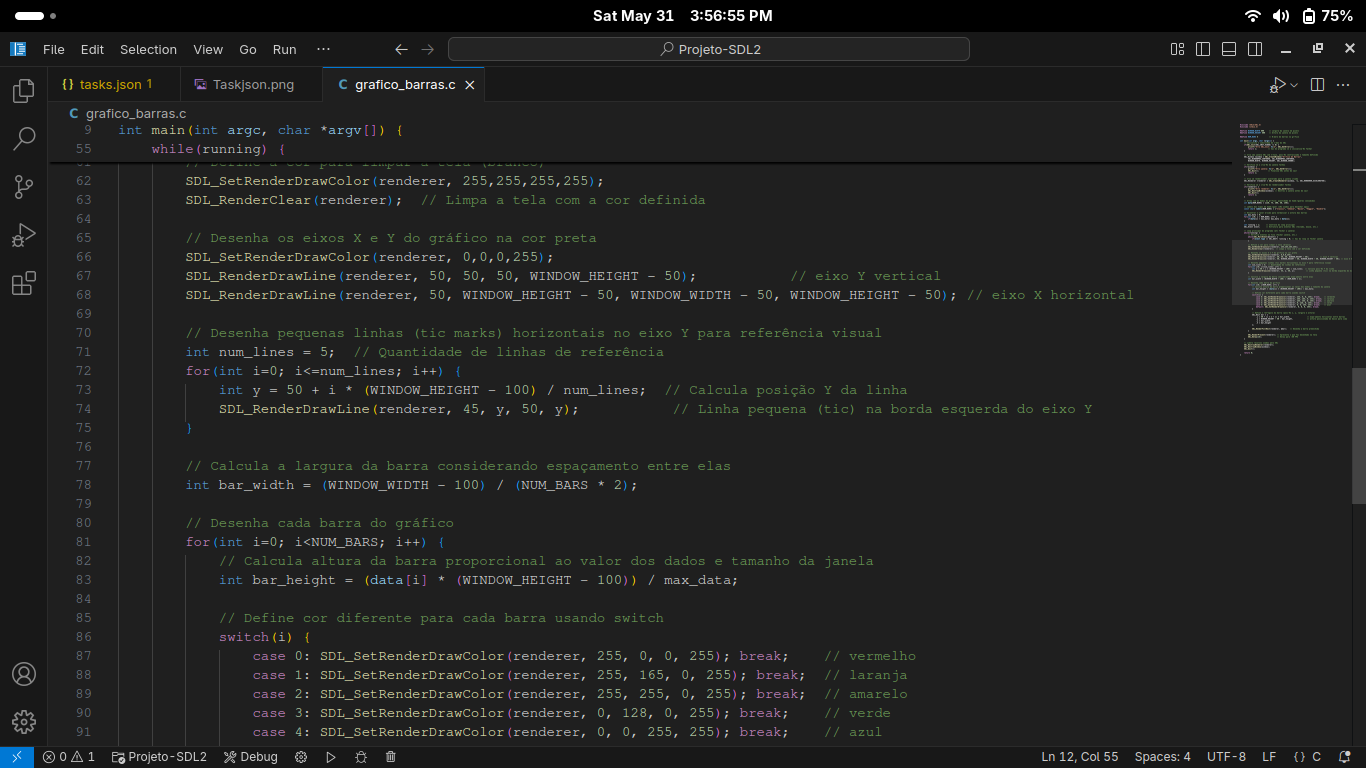 Sat May 31 3:56:55 PM
75%
File Edit Selection View Go Run ···
Projeto-SDL2
{} tasks.json 1
Taskjson.png
C grafico_barras.c
C grafico_barras.c
9 int main(int argc, char *argv[]) {
55 while(running) {
62 SDL_SetRenderDrawColor(renderer, 255,255,255,255);
63 SDL_RenderClear(renderer); // Limpa a tela com a cor definida
64
65 // Desenha os eixos X e Y do gráfico na cor preta
66 SDL_SetRenderDrawColor(renderer, 0,0,0,255);
67 SDL_RenderDrawLine(renderer, 50, 50, 50, WINDOW_HEIGHT - 50); // eixo Y vertical
68 SDL_RenderDrawLine(renderer, 50, WINDOW_HEIGHT - 50, WINDOW_WIDTH - 50, WINDOW_HEIGHT - 50); // eixo X horizontal
69
70 // Desenha pequenas linhas (tic marks) horizontais no eixo Y para referência visual
71 int num_lines = 5; // Quantidade de linhas de referência
72 for(int i=0; i<=num_lines; i++) {
73 int y = 50 + i * (WINDOW_HEIGHT - 100) / num_lines; // Calcula posição Y da linha
74 SDL_RenderDrawLine(renderer, 45, y, 50, y); // Linha pequena (tic) na borda esquerda do eixo Y
75 }
76
77 // Calcula a largura da barra considerando espaçamento entre elas
78 int bar_width = (WINDOW_WIDTH - 100) / (NUM_BARS * 2);
79
80 // Desenha cada barra do gráfico
81 for(int i=0; i<NUM_BARS; i++) {
82 // Calcula altura da barra proporcional ao valor dos dados e tamanho da janela
83 int bar_height = (data[i] * (WINDOW_HEIGHT - 100)) / max_data;
84
85 // Define cor diferente para cada barra usando switch
86 switch(i) {
87 case 0: SDL_SetRenderDrawColor(renderer, 255, 0, 0, 255); break; // vermelho
88 case 1: SDL_SetRenderDrawColor(renderer, 255, 165, 0, 255); break; // laranja
89 case 2: SDL_SetRenderDrawColor(renderer, 255, 255, 0, 255); break; // amarelo
90 case 3: SDL_SetRenderDrawColor(renderer, 0, 128, 0, 255); break; // verde
91 case 4: SDL_SetRenderDrawColor(renderer, 0, 0, 255, 255); break; // azul
0 1 Projeto-SDL2 Debug
Ln 12, Col 55 Spaces: 4 UTF-8 LF {} C